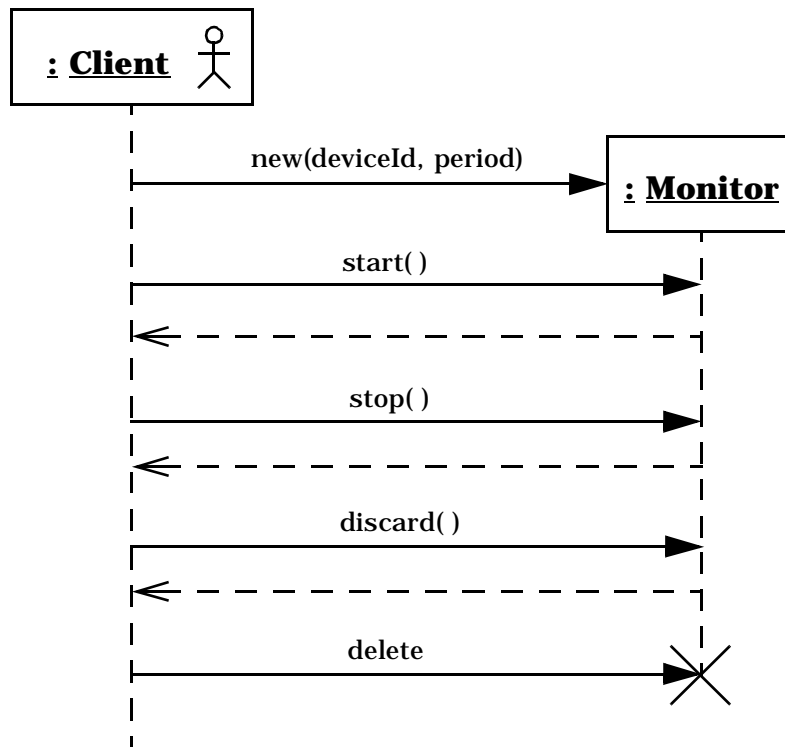 : Client
new(deviceId, period)
: Monitor
start( )
stop( )
discard( )
delete